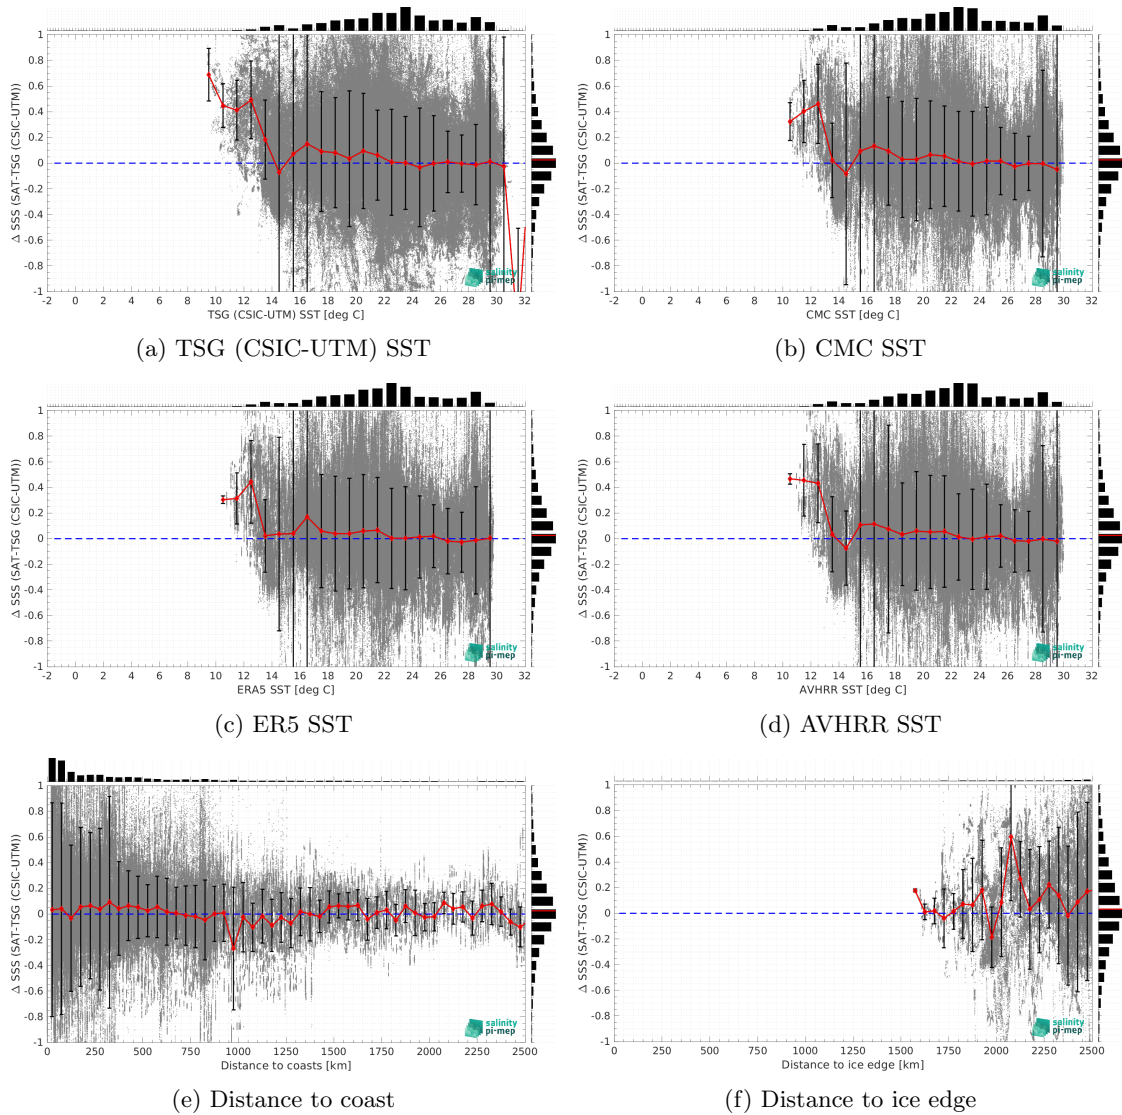 1
0.8
0.6
0.4
0.2
0
-0.2
-0.4
-0.6
-0.8
-1
Δ SSS (SAT-TSG (CSIC-UTM))
salinity
pi-mep
-2 0 2 4 6 8 10 12 14 16 18 20 22 24 26 28 30 32
TSG (CSIC-UTM) SST [deg C]
(a) TSG (CSIC-UTM) SST
1
0.8
0.6
0.4
0.2
0
-0.2
-0.4
-0.6
-0.8
-1
Δ SSS (SAT-TSG (CSIC-UTM))
salinity
pi-mep
-2 0 2 4 6 8 10 12 14 16 18 20 22 24 26 28 30 32
CMC SST [deg C]
(b) CMC SST
1
0.8
0.6
0.4
0.2
0
-0.2
-0.4
-0.6
-0.8
-1
Δ SSS (SAT-TSG (CSIC-UTM))
salinity
pi-mep
-2 0 2 4 6 8 10 12 14 16 18 20 22 24 26 28 30 32
ERA5 SST [deg C]
(c) ER5 SST
1
0.8
0.6
0.4
0.2
0
-0.2
-0.4
-0.6
-0.8
-1
Δ SSS (SAT-TSG (CSIC-UTM))
salinity
pi-mep
-2 0 2 4 6 8 10 12 14 16 18 20 22 24 26 28 30 32
AVHRR SST [deg C]
(d) AVHRR SST
1
0.8
0.6
0.4
0.2
0
-0.2
-0.4
-0.6
-0.8
-1
Δ SSS (SAT-TSG (CSIC-UTM))
salinity
pi-mep
0 250 500 750 1000 1250 1500 1750 2000 2250 2500
Distance to coasts [km]
(e) Distance to coast
1
0.8
0.6
0.4
0.2
0
-0.2
-0.4
-0.6
-0.8
-1
Δ SSS (SAT-TSG (CSIC-UTM))
salinity
pi-mep
0 250 500 750 1000 1250 1500 1750 2000 2250 2500
Distance to ice edge [km]
(f) Distance to ice edge